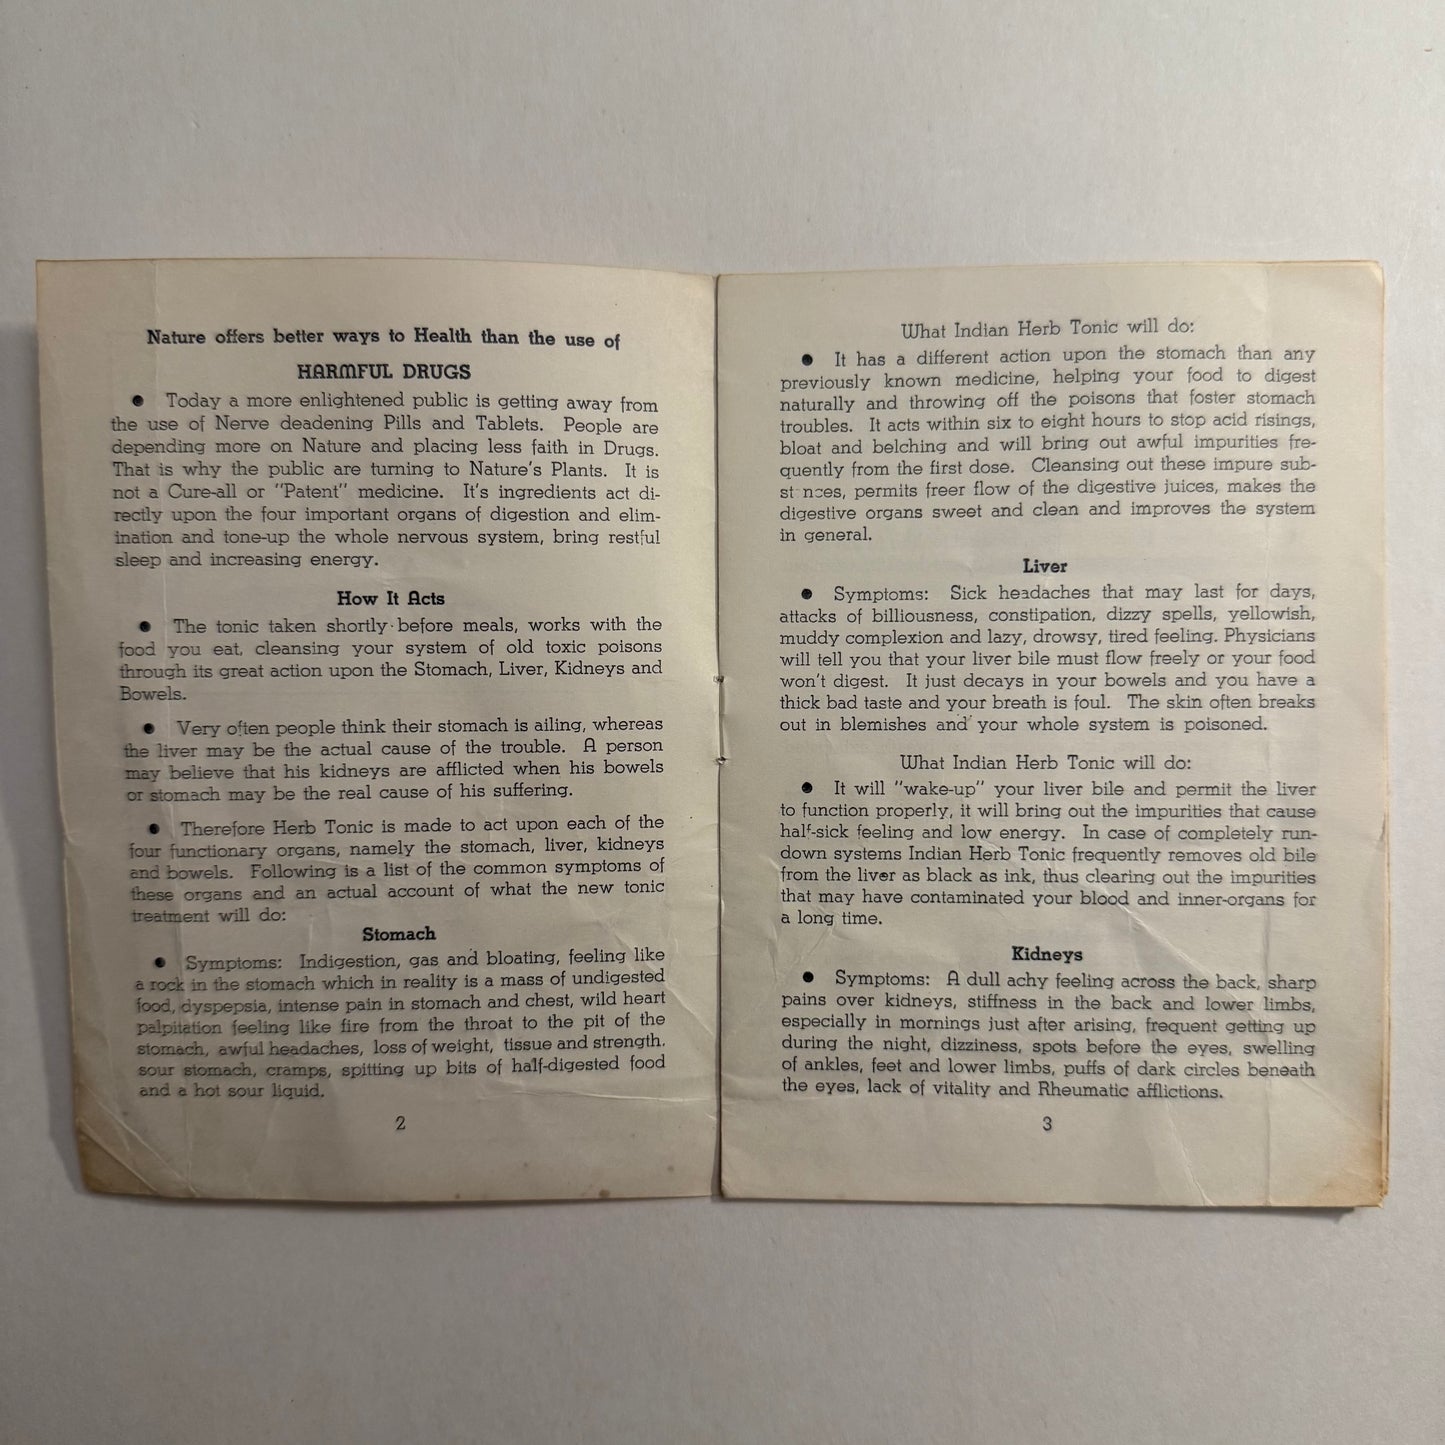 Nature offers better ways to Health than the use of
HARMFUL DRUGS
● Today a more enlightened public is getting away from
the use of Nerve deadening Pills and Tablets. People are
depending more on Nature and placing less faith in Drugs.
That is why the public are turning to Nature's Plants. It is
not a Cure-all or "Patent" medicine. It's ingredients act di-
rectly upon the four important organs of digestion and elim-
ination and tone-up the whole nervous system, bring restful
sleep and increasing energy.
How It Acts
● The tonic taken shortly before meals, works with the
food you eat, cleansing your system of old toxic poisons
through its great action upon the Stomach, Liver, Kidneys and
Bowels.
● Very often people think their stomach is ailing, whereas
the liver may be the actual cause of the trouble. A person
may believe that his kidneys are afflicted when his bowels
or stomach may be the real cause of his suffering.
● Therefore Herb Tonic is made to act upon each of the
four functionary organs, namely the stomach, liver, kidneys
and bowels. Following is a list of the common symptoms of
these organs and an actual account of what the new tonic
treatment will do:
Stomach
● Symptoms: Indigestion, gas and bloating, feeling like
a rock in the stomach which in reality is a mass of undigested
food, dyspepsia, intense pain in stomach and chest, wild heart
palpitation feeling like fire from the throat to the pit of the
stomach, awful headaches, loss of weight, tissue and strength.
sour stomach, cramps, spitting up bits of half-digested food
and a hot sour liquid.
2
What Indian Herb Tonic will do:
● It has a different action upon the stomach than any
previously known medicine, helping your food to digest
naturally and throwing off the poisons that foster stomach
troubles. It acts within six to eight hours to stop acid risings,
bloat and belching and will bring out awful impurities fre-
quently from the first dose. Cleansing out these impure sub-
st nces, permits freer flow of the digestive juices, makes the
digestive organs sweet and clean and improves the system
in general.
Liver
● Symptoms: Sick headaches that may last for days,
attacks of billiousness, constipation, dizzy spells, yellowish,
muddy complexion and lazy, drowsy, tired feeling. Physicians
will tell you that your liver bile must flow freely or your food
won't digest. It just decays in your bowels and you have a
thick bad taste and your breath is foul. The skin often breaks
out in blemishes and your whole system is poisoned.
What Indian Herb Tonic will do:
● It will "wake-up" your liver bile and permit the liver
to function properly, it will bring out the impurities that cause
half-sick feeling and low energy. In case of completely run-
down systems Indian Herb Tonic frequently removes old bile
from the liver as black as ink, thus clearing out the impurities
that may have contaminated your blood and inner-organs for
a long time.
Kidneys
● Symptoms: A dull achy feeling across the back, sharp
pains over kidneys, stiffness in the back and lower limbs,
especially in mornings just after arising, frequent getting up
during the night, dizziness, spots before the eyes, swelling
of ankles, feet and lower limbs, puffs of dark circles beneath
the eyes, lack of vitality and Rheumatic afflictions.
3